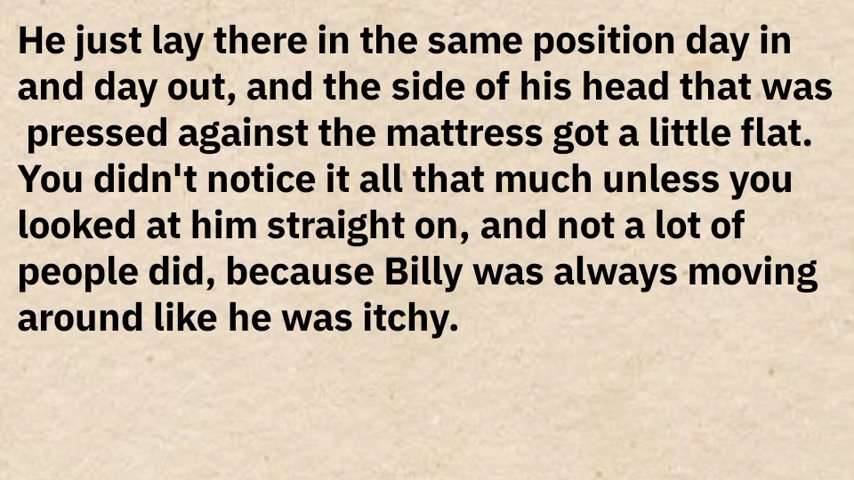 He just lay there in the same position day in
and day out, and the side of his head that was
pressed against the mattress got a little flat.
You didn't notice it all that much unless you
looked at him straight on, and not a lot of
people did, because Billy was always moving
around like he was itchy.